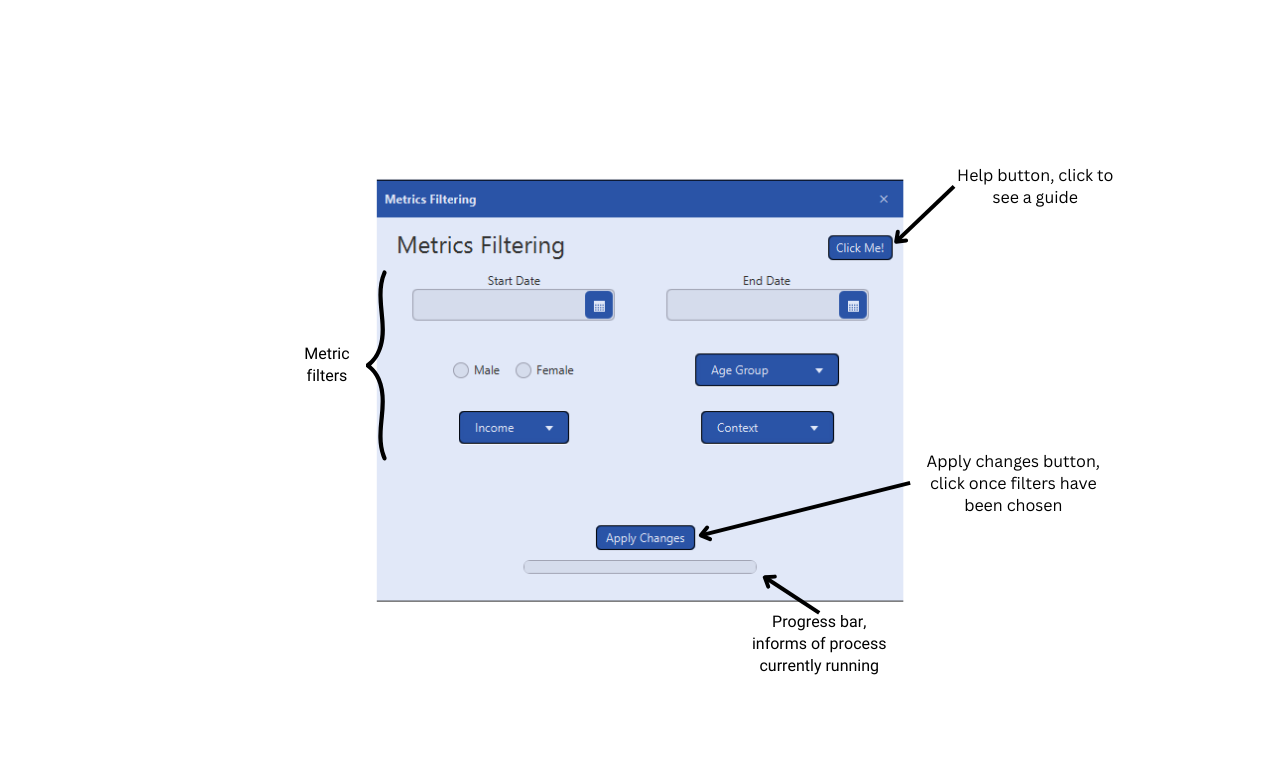 Help button, click to
see a guide
Metrics Filtering
Metrics Filtering
Click Me!
Start Date
End Date
Metric
filters
Male
Female
Age Group
Income
Context
Apply changes button,
click once filters have
been chosen
Apply Changes
Progress bar,
informs of process
currently running